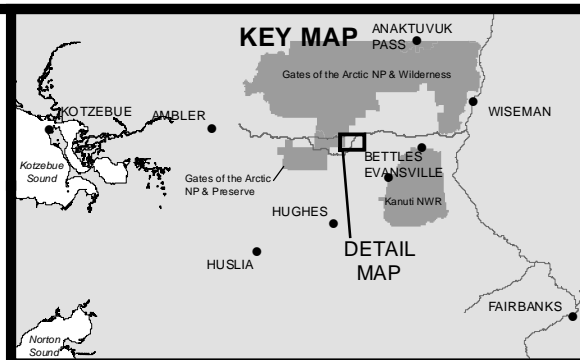 KEY MAP
ANAKTUVUK
PASS
Gates of the Arctic NP & Wilderness
KOTZEBUE
AMBLER
WISEMAN
Kotzebue
Sound
BETTLES
EVANSVILLE
Gates of the Arctic
NP & Preserve
Kanuti NWR
HUGHES
DETAIL
MAP
HUSLIA
FAIRBANKS
Norton
Sound